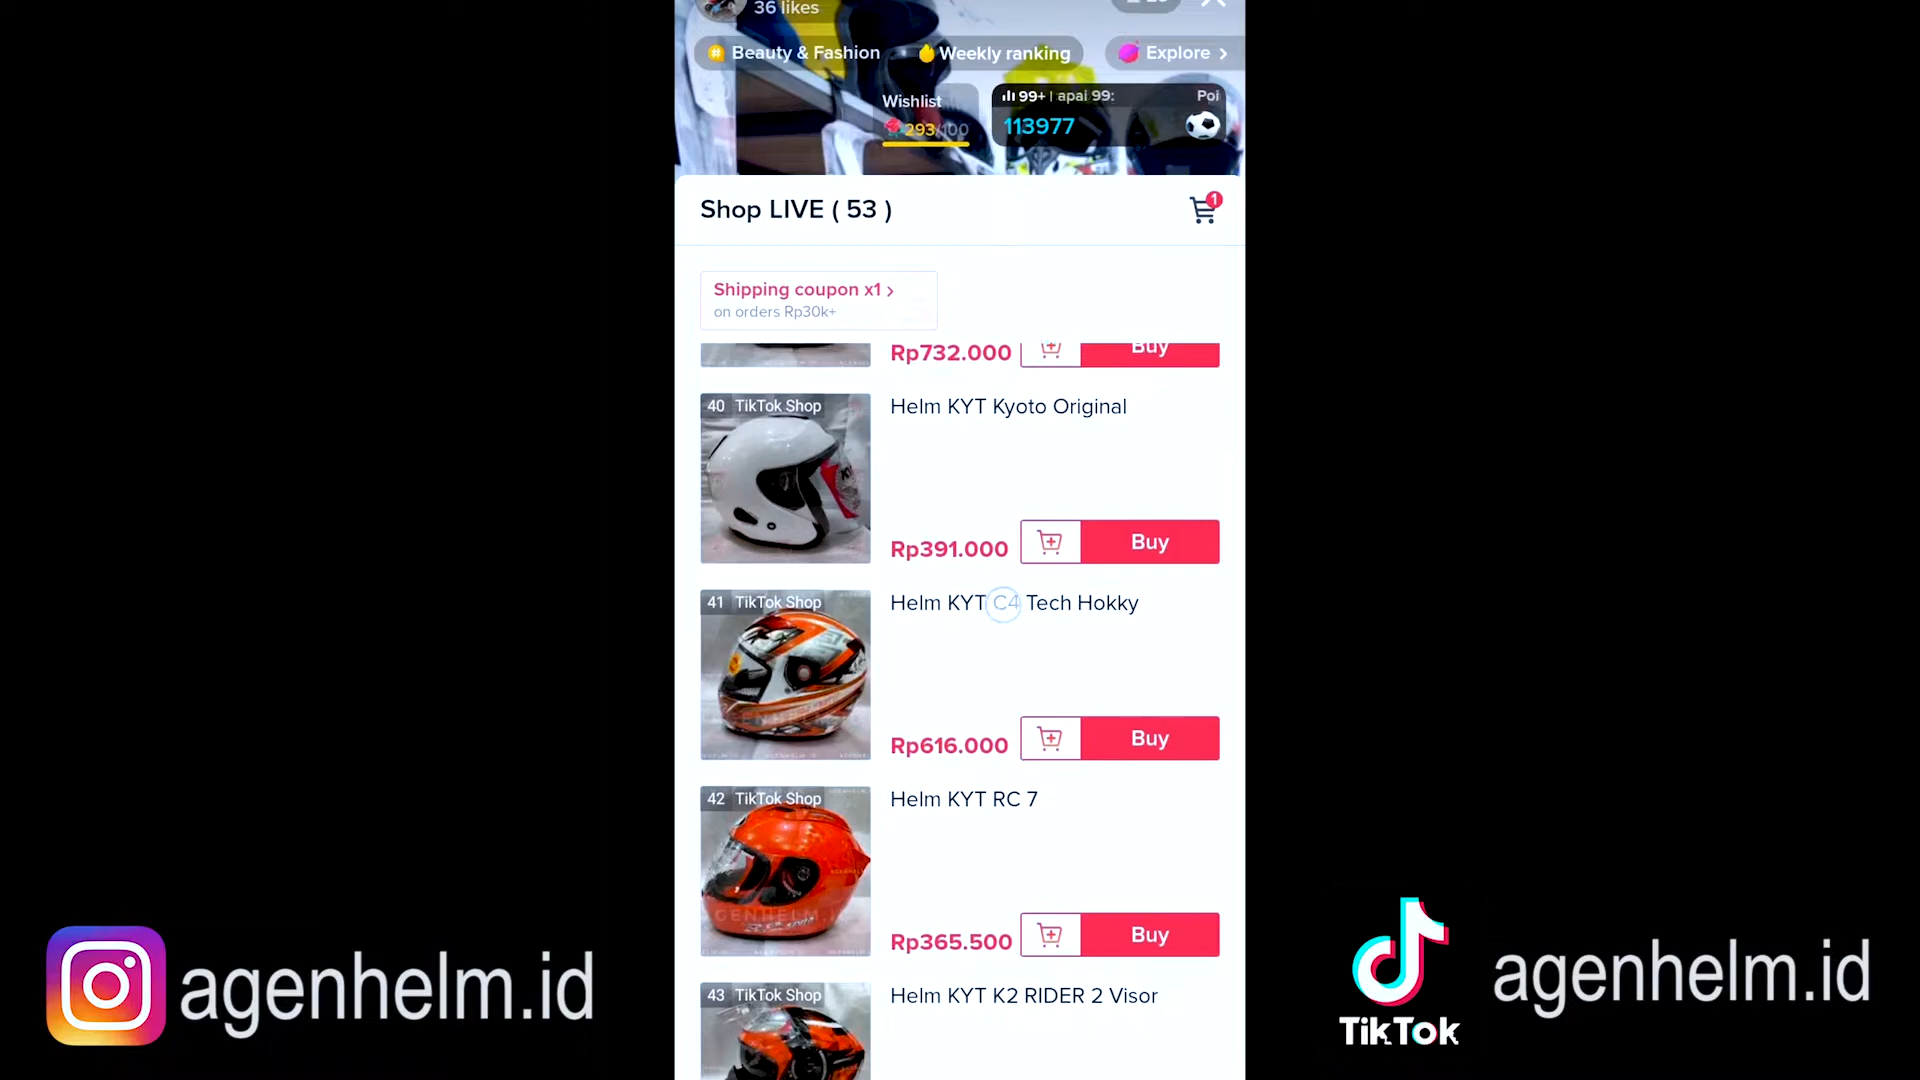 36 likes
Beauty & Fashion
Weekly ranking
Explore >
Wishlist
293/100
99+ | apai 99:
Poi
113977
Shop LIVE ( 53 )
1
Shipping coupon x1 >
on orders Rp30k+
Rp732.000
Buy
40 TikTok Shop
Helm KYT Kyoto Original
Rp391.000
Buy
41 TikTok Shop
Helm KYT C4 Tech Hokky
Rp616.000
Buy
42 TikTok Shop
Helm KYT RC 7
Rp365.500
Buy
43 TikTok Shop
Helm KYT K2 RIDER 2 Visor
agenhelm.id
TikTok
agenhelm.id